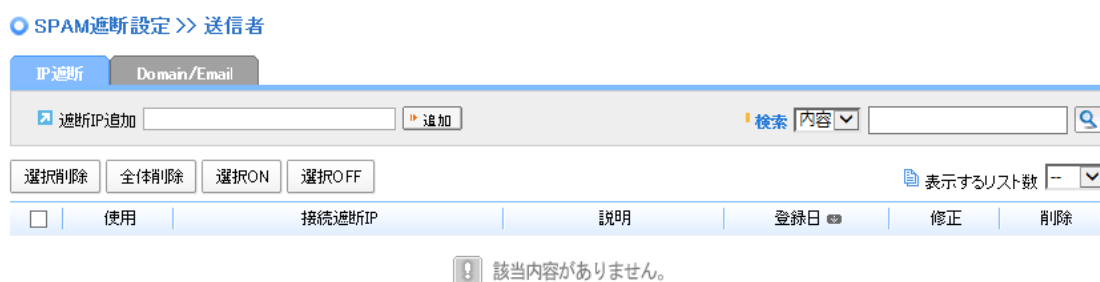 SPAM遮断設定 >> 送信者
IP遮断 Domain/Email
遮断IP追加 追加 検索 内容
選択削除 全体削除 選択ON 選択OFF 表示するリスト数 --
使用 接続遮断IP 説明 登録日 修正 削除
該当内容がありません。